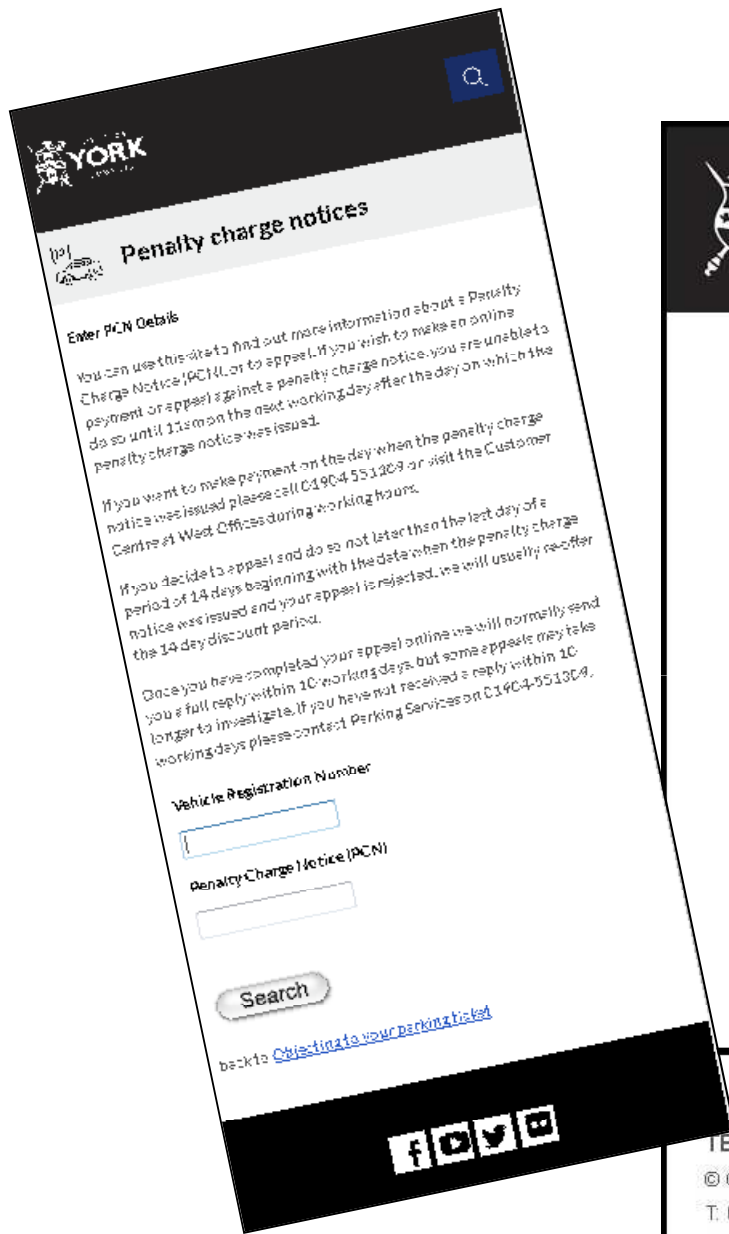 YORK
Penalty charge notices
Enter PCN Details
You can use this site to find out more information about a Penalty
Charge Notice (PCN), or to appeal. If you wish to make an online
payment or appeal against a penalty charge notice, you are unable to
do so until 11am on the next working day after the day on which the
penalty charge notice was issued.
If you want to make payment on the day when the penalty charge
notice was issued please call 01904 551309 or visit the Customer
Centre at West Offices during working hours.
If you decide to appeal and do so not later than the last day of a
period of 14 days beginning with the date when the penalty charge
notice was issued and your appeal is rejected, we will usually re-offer
the 14 day discount period.
Once you have completed your appeal online we will normally send
you a full reply within 10 working days, but some appeals may take
longer to investigate. If you have not received a reply within 10
working days please contact Parking Services on 01904 551309.
Vehicle Registration Number
Penalty Charge Notice (PCN)
Search
back to Objecting to your parking ticket
TE
©
T: